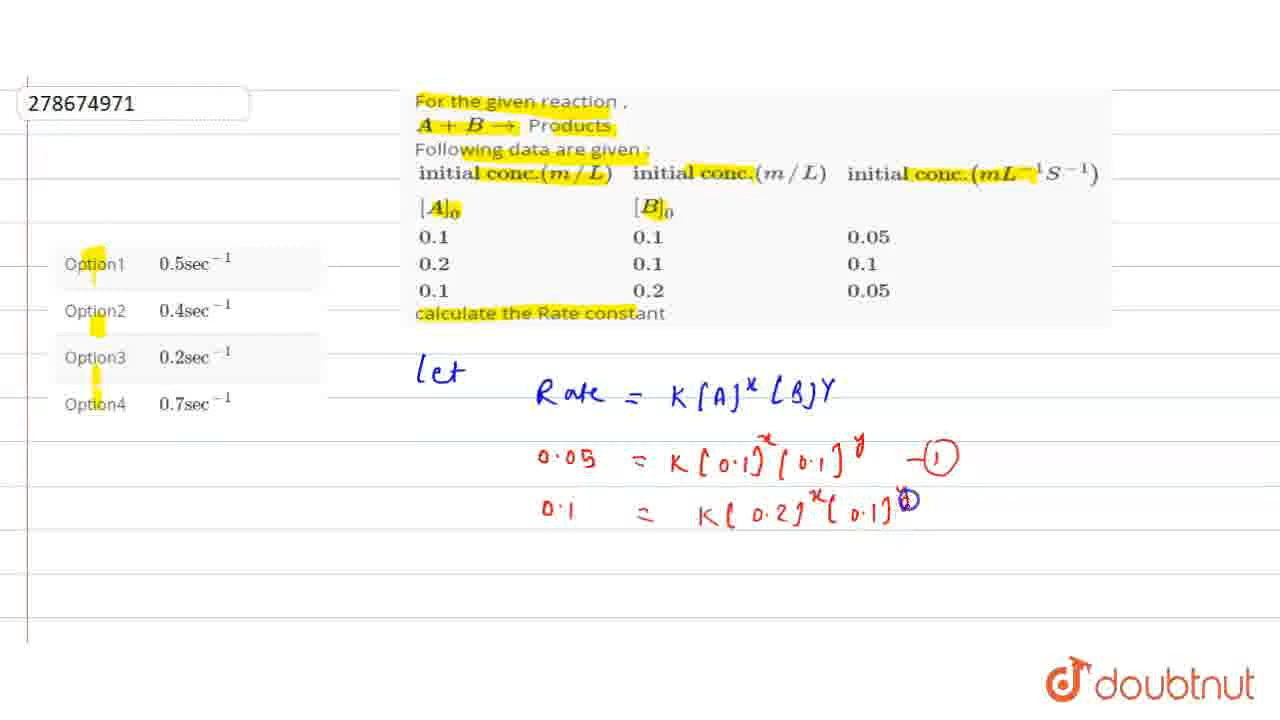 278674971
For the given reaction ,
A + B → Products
Following data are given :
initial conc.(m/L) initial conc.(m/L) initial conc.(mL⁻¹S⁻¹)
[A]₀ [B]₀
0.1 0.1 0.05
0.2 0.1 0.1
0.1 0.2 0.05
calculate the Rate constant
Option1 0.5sec⁻¹
Option2 0.4sec⁻¹
Option3 0.2sec⁻¹
Option4 0.7sec⁻¹
Let
Rate = K[A]ˣ [B]Y
0.05 = K[0.1]ˣ [0.1]ʸ –①
0.1 = K[0.2]ˣ [0.1]ʸ
doubtnut